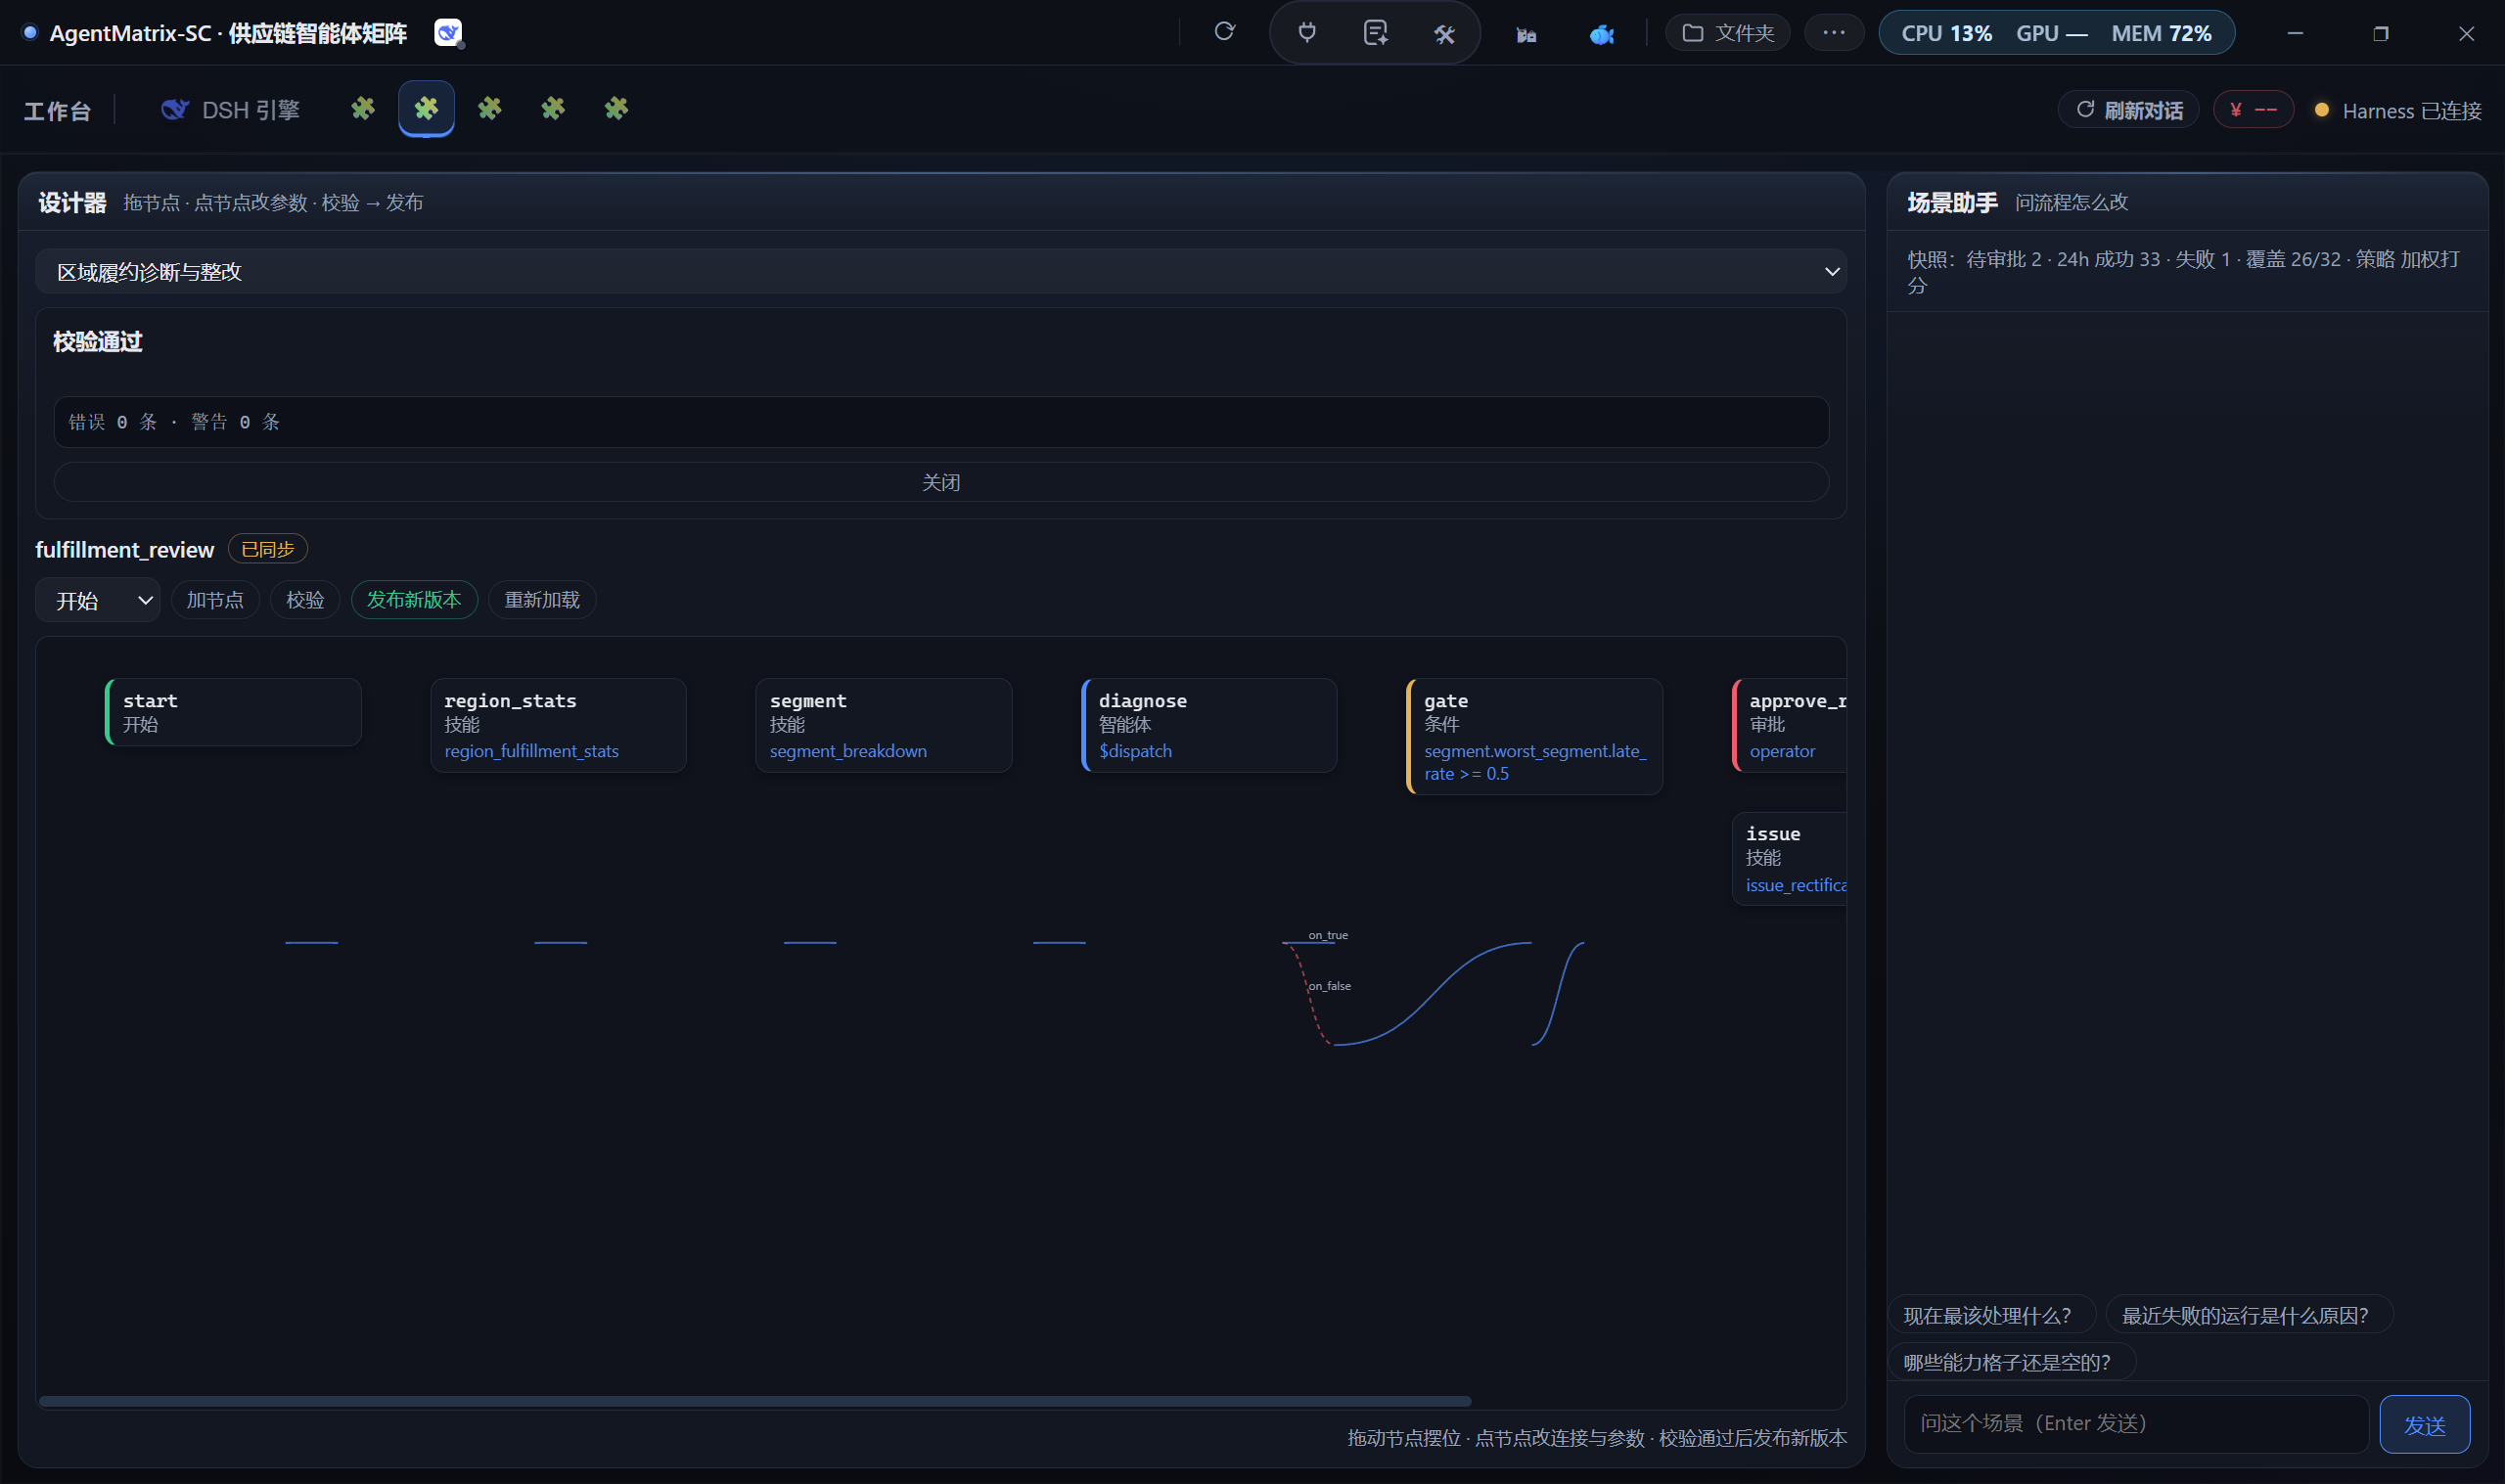 AgentMatrix-SC · 供应链智能体矩阵
文件夹
CPU 13% GPU — MEM 72%
工作台
DSH 引擎
刷新对话
¥ --
Harness 已连接
设计器 拖节点 · 点节点改参数 · 校验 → 发布
区域履约诊断与整改
校验通过
错误 0 条 · 警告 0 条
关闭
fulfillment_review 已同步
开始 加节点 校验 发布新版本 重新加载
start
开始
region_stats
技能
region_fulfillment_stats
segment
技能
segment_breakdown
diagnose
智能体
$dispatch
gate
条件
segment.worst_segment.late_
rate >= 0.5
approve_r
审批
operator
issue
技能
issue_rectifica
on_true
on_false
拖动节点摆位 · 点节点改连接与参数 · 校验通过后发布新版本
场景助手 问流程怎么改
快照：待审批 2 · 24h 成功 33 · 失败 1 · 覆盖 26/32 · 策略 加权打
分
现在最该处理什么？
最近失败的运行是什么原因？
哪些能力格子还是空的？
问这个场景（Enter 发送）
发送